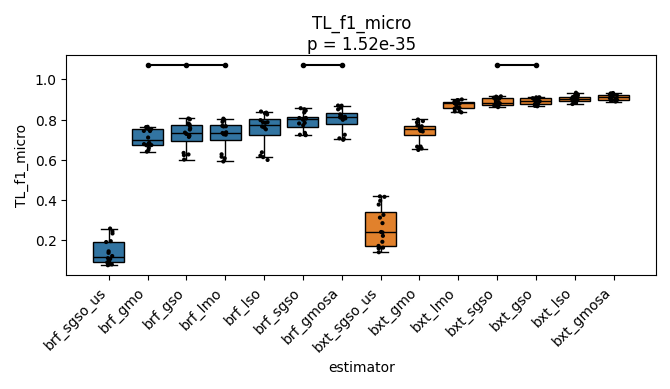 TL_f1_micro
p = 1.52e-35
TL_f1_micro
1.0
0.8
0.6
0.4
0.2
brf_sgso_us
brf_gmo
brf_gso
brf_lmo
brf_lso
brf_sgso
brf_gmosa
bxt_sgso_us
bxt_gmo
bxt_lmo
bxt_sgso
bxt_gso
bxt_lso
bxt_gmosa
estimator